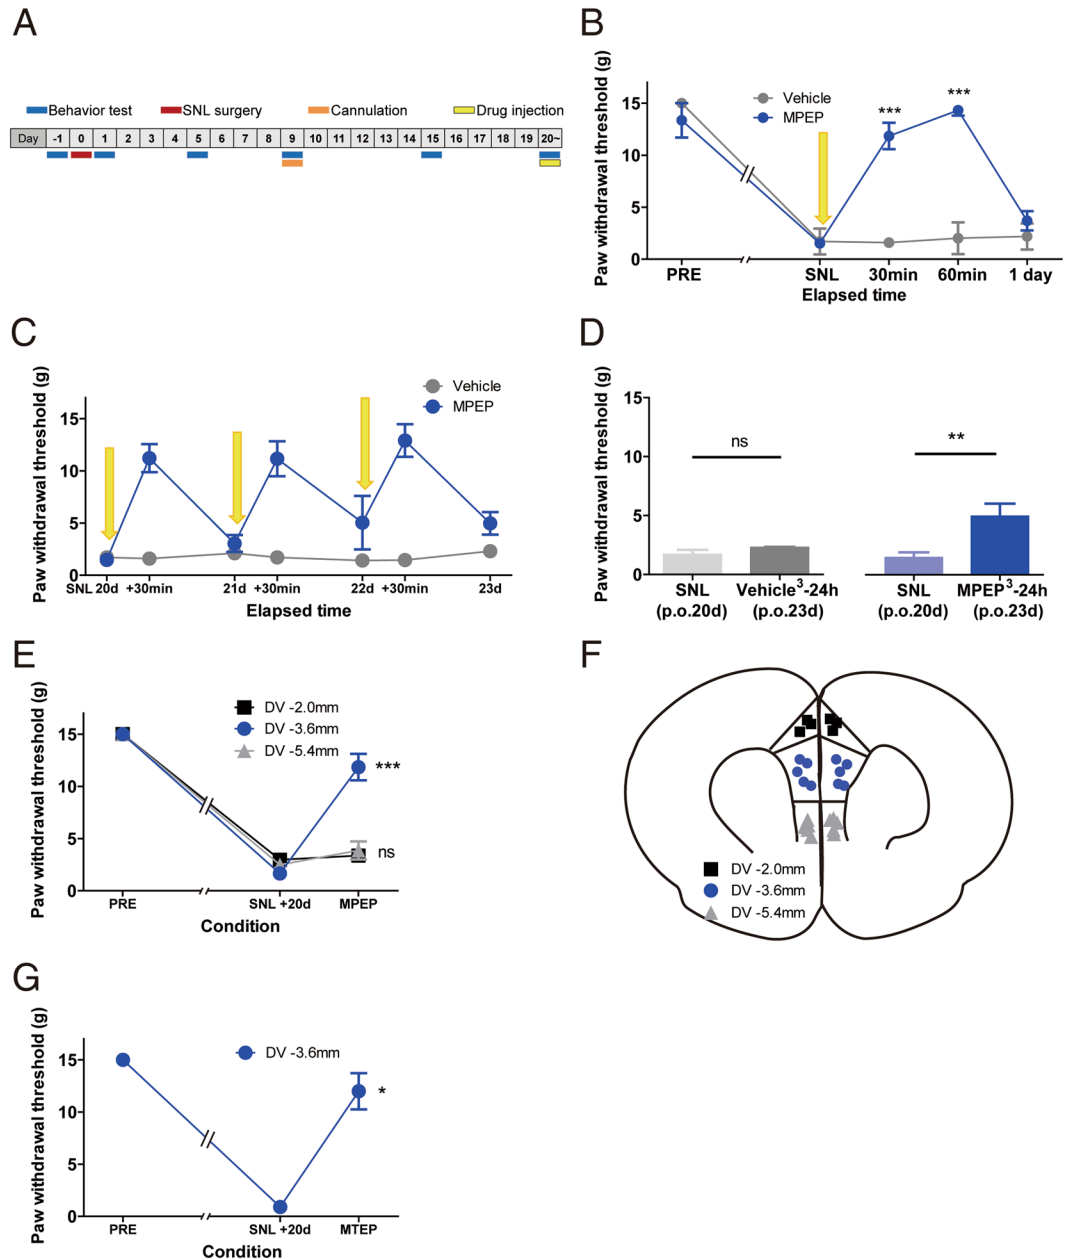 A
Behavior test
SNL surgery
Cannulation
Drug injection
Day -1 0 1 2 3 4 5 6 7 8 9 10 11 12 13 14 15 16 17 18 19 20~
B
Paw withdrawal threshold (g)
15
10
5
0
Vehicle
MPEP
***
***
PRE
SNL
30min
60min
1 day
Elapsed time
C
Paw withdrawal threshold (g)
15
10
5
0
Vehicle
MPEP
SNL 20d +30min 21d +30min 22d +30min 23d
Elapsed time
D
Paw withdrawal threshold (g)
15
10
5
0
ns
**
SNL
(p.o.20d)
Vehicle³-24h
(p.o.23d)
SNL
(p.o.20d)
MPEP³-24h
(p.o.23d)
E
Paw withdrawal threshold (g)
15
10
5
0
DV -2.0mm
DV -3.6mm
DV -5.4mm
***
ns
PRE
SNL +20d
MPEP
Condition
F
DV -2.0mm
DV -3.6mm
DV -5.4mm
G
Paw withdrawal threshold (g)
15
10
5
0
DV -3.6mm
*
PRE
SNL +20d
MTEP
Condition